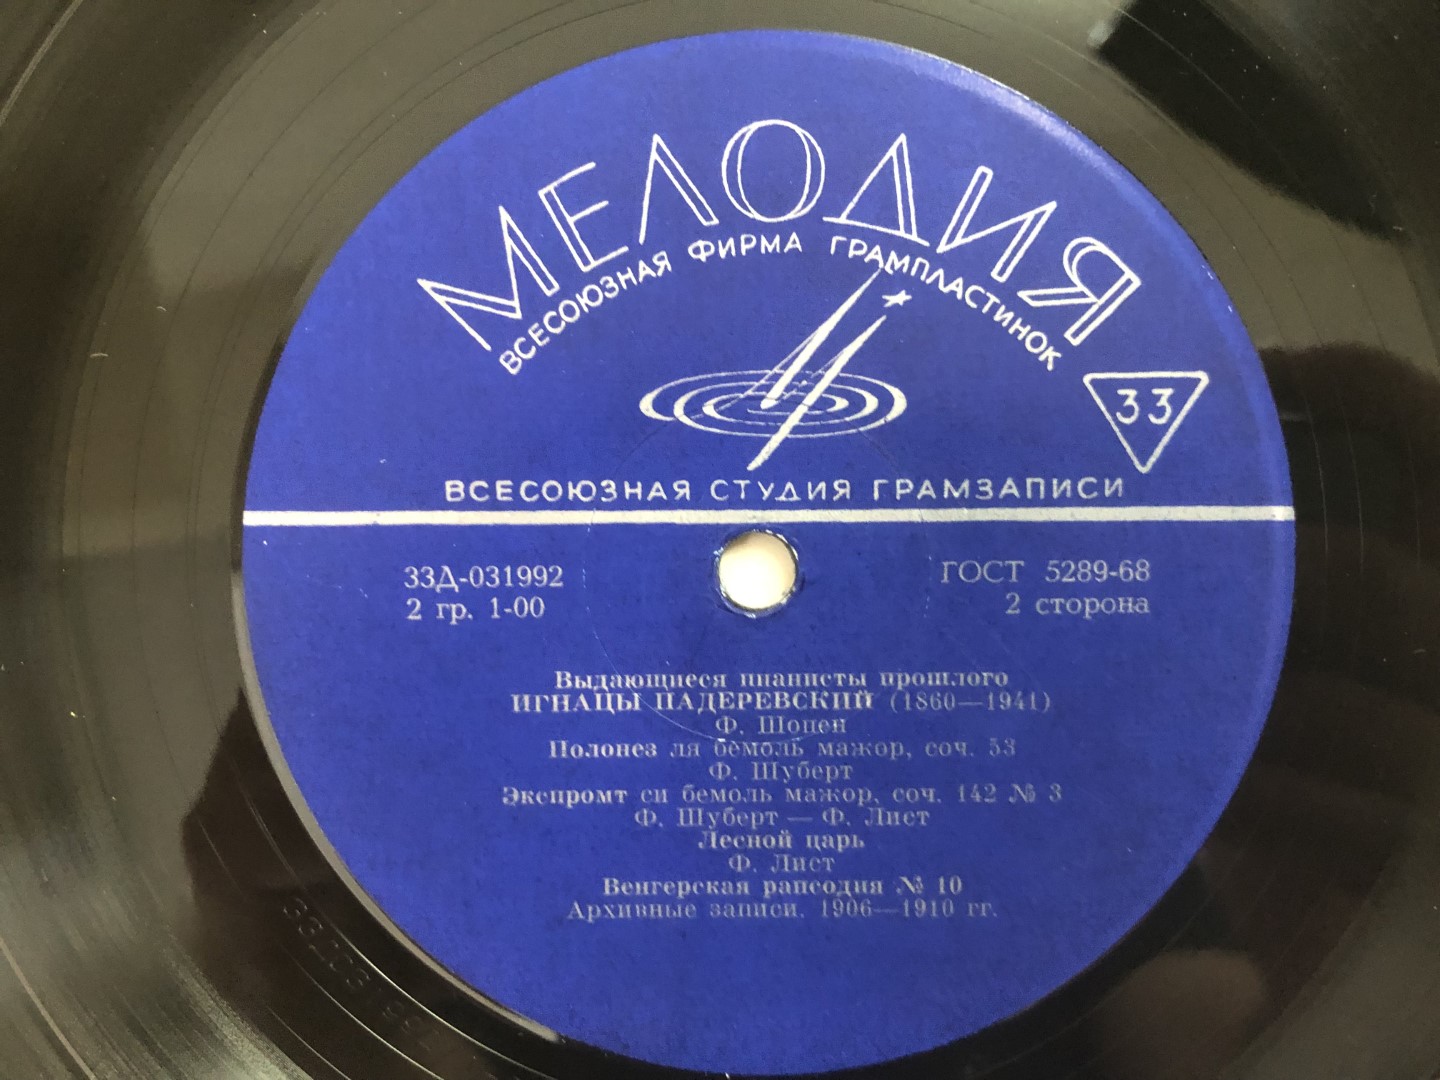 МЕЛОДИЯ
ВСЕСОЮЗНАЯ ФИРМА ГРАМПЛАСТИНОК
33
ВСЕСОЮЗНАЯ СТУДИЯ ГРАМЗАПИСИ
33Д-031992
2 гр. 1-00
ГОСТ 5289-68
2 сторона
Выдающиеся пианисты прошлого
ИГНАЦЫ ПАДЕРЕВСКИЙ (1860—1941)
Ф. Шопен
Полонез ля бемоль мажор, соч. 53
Ф. Шуберт
Экспромт си бемоль мажор, соч. 142 № 3
Ф. Шуберт — Ф. Лист
Лесной царь
Ф. Лист
Венгерская рапсодия № 10
Архивные записи. 1906—1910 гг.